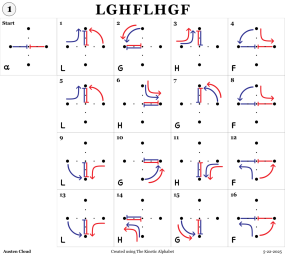 1 LGHFLHGF
Start 1 2 3 4
α L G H F
5 6 7 8
L H G F
9 10 11 12
L G H F
13 14 15 16
L H G F
Austen Cloud Created using The Kinetic Alphabet 5-22-2025